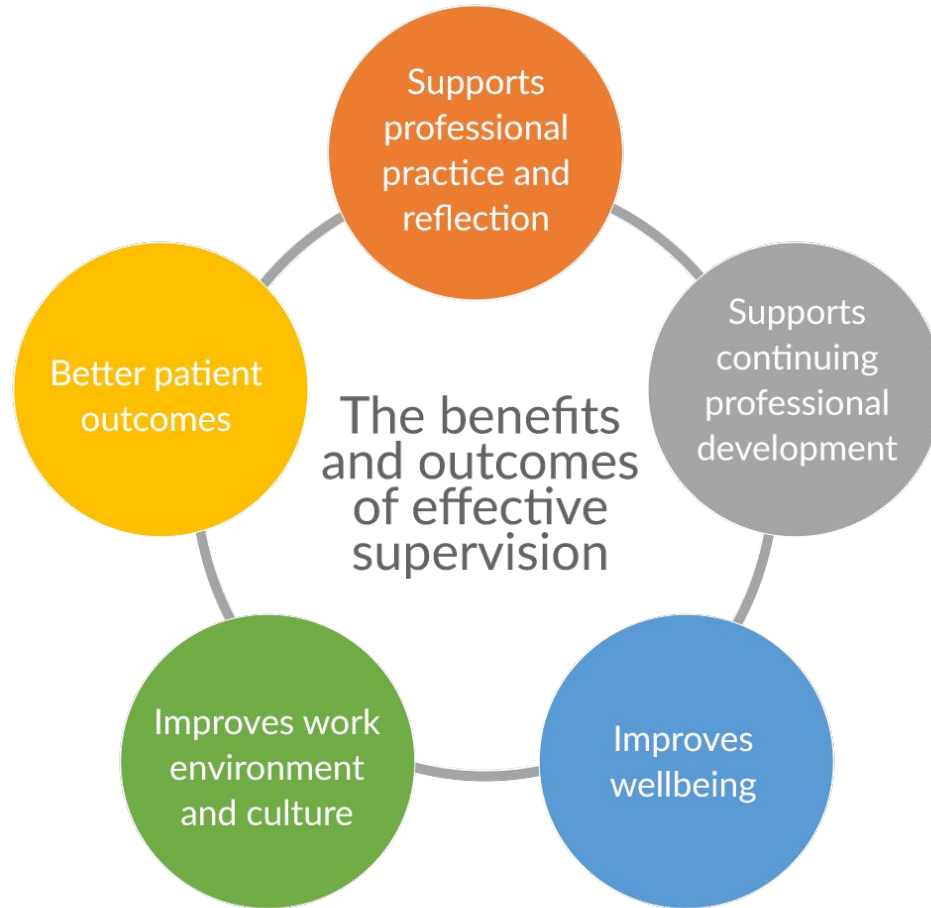 Supports
professional
practice and
reflection
Supports
continuing
professional
development
Improves
wellbeing
Improves work
environment
and culture
Better patient
outcomes
The benefits
and outcomes
of effective
supervision